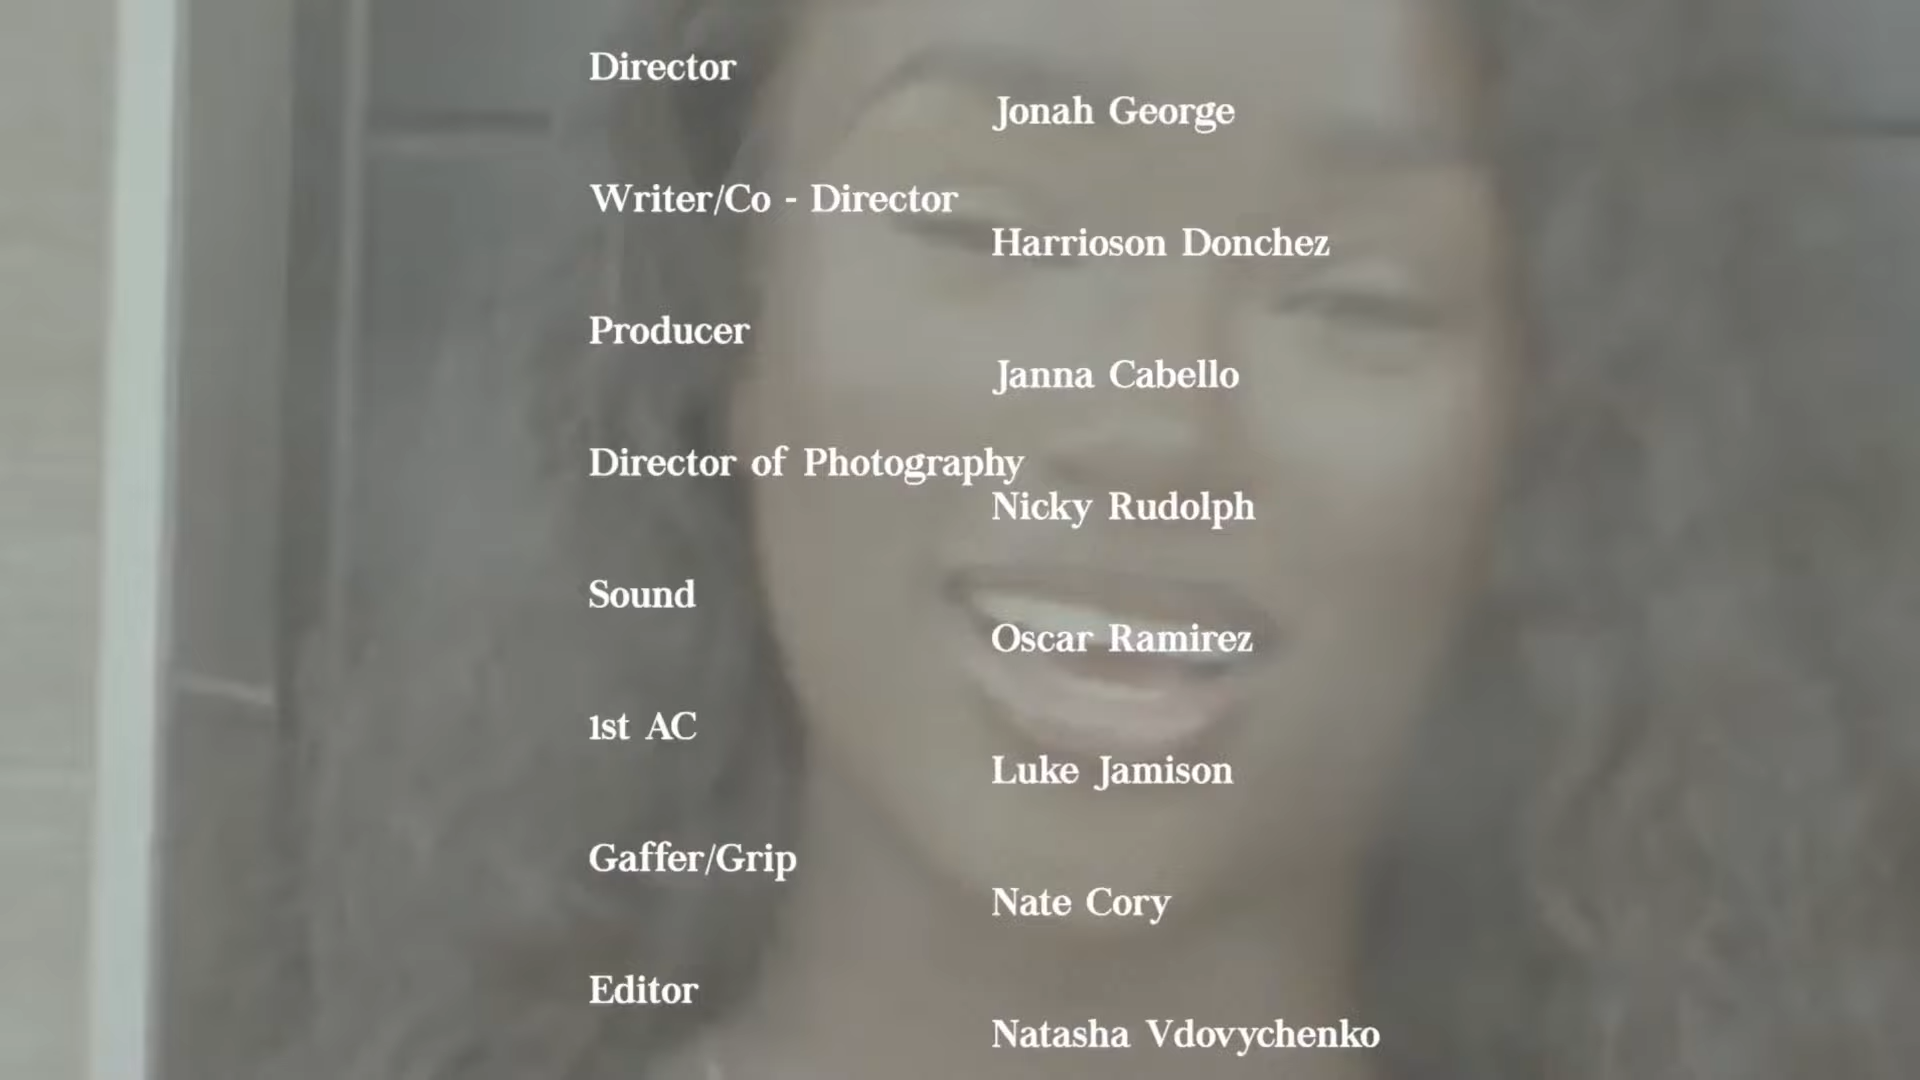 Director
Jonah George
Writer/Co - Director
Harrioson Donchez
Producer
Janna Cabello
Director of Photography
Nicky Rudolph
Sound
Oscar Ramirez
1st AC
Luke Jamison
Gaffer/Grip
Nate Cory
Editor
Natasha Vdovychenko